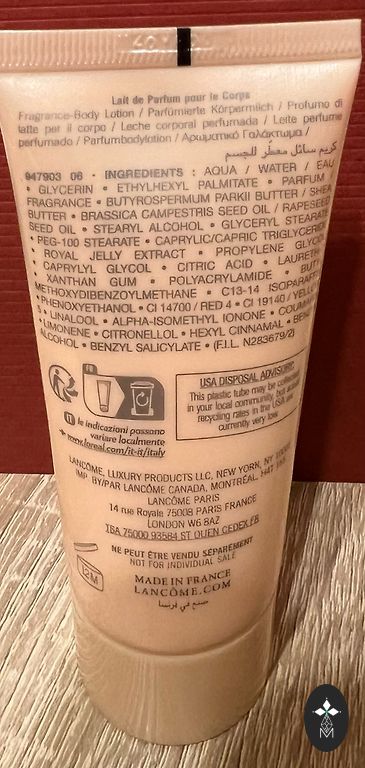 Lait de Parfum pour le Corps
Fragrance-Body Lotion / Parfümierte Körpermilch / Profumo di
latte per il corpo / Leche corporal perfumada / Leite perfume
perfumado / Parfumbodylotion / Αρωματικό Γαλάκτωμα /
كريم سائل معطّر للجسم
947903 06 • INGREDIENTS : AQUA / WATER / EAU
• GLYCERIN • ETHYLHEXYL PALMITATE • PARFUM
FRAGRANCE • BUTYROSPERMUM PARKII BUTTER / SHEA
BUTTER • BRASSICA CAMPESTRIS SEED OIL / RAPESEED
SEED OIL • STEARYL ALCOHOL • GLYCERYL STEARATE
• PEG-100 STEARATE • CAPRYLIC/CAPRIC TRIGLYCERIDE
• ROYAL JELLY EXTRACT • PROPYLENE GLYCOL
CAPRYLYL GLYCOL • CITRIC ACID • LAURETH
XANTHAN GUM • POLYACRYLAMIDE •
METHOXYDIBENZOYLMETHANE • C13-14 ISOPARAF
•PHENOXYETHANOL • CI 14700 / RED 4 • CI 19140 / YELLOW
5 • LINALOOL • ALPHA-ISOMETHYL IONONE • COUMA
•LIMONENE • CITRONELLOL • HEXYL CINNAMAL •
ALCOHOL • BENZYL SALICYLATE • (F.I.L. N283679/2)
USA DISPOSAL ADVISORY
This plastic tube may be collected
in your local community, but
recycling rates in the USA are
currently very low
IT le indicazioni possono
variare localmente
www.loreal.com/it-it/italy
LANCÔME, LUXURY PRODUCTS LLC, NEW YORK, NY
IMP. BY/PAR LANCÔME CANADA, MONTRÉAL, H4T
LANCÔME PARIS
14 rue Royale 75008 PARIS FRANCE
LONDON W6 8AZ
TSA 75000 93584 ST OUEN CEDEX FR
NE PEUT ÊTRE VENDU SÉPARÉMENT
NOT FOR INDIVIDUAL SALE
12M
MADE IN FRANCE
LANCOME.COM
صنع في فرنسا
M